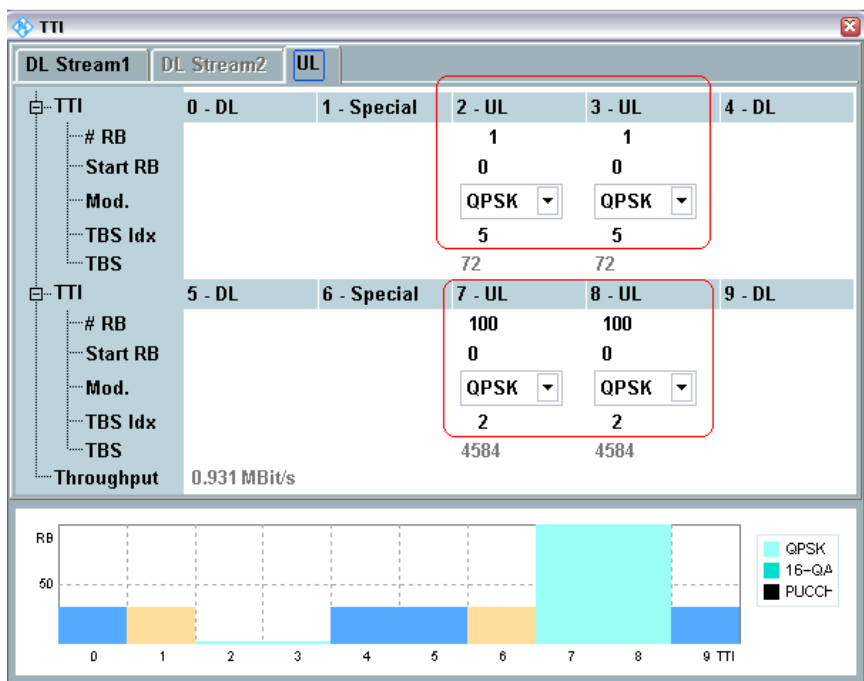 TTI
DL Stream1 DL Stream2 UL
TTI 0 - DL 1 - Special 2 - UL 3 - UL 4 - DL
# RB 1 1
Start RB 0 0
Mod. QPSK QPSK
TBS Idx 5 5
TBS 72 72
TTI 5 - DL 6 - Special 7 - UL 8 - UL 9 - DL
# RB 100 100
Start RB 0 0
Mod. QPSK QPSK
TBS Idx 2 2
TBS 4584 4584
Throughput 0.931 MBit/s
RB
50
QPSK
16-QA
PUCCH
0 1 2 3 4 5 6 7 8 9 TTI